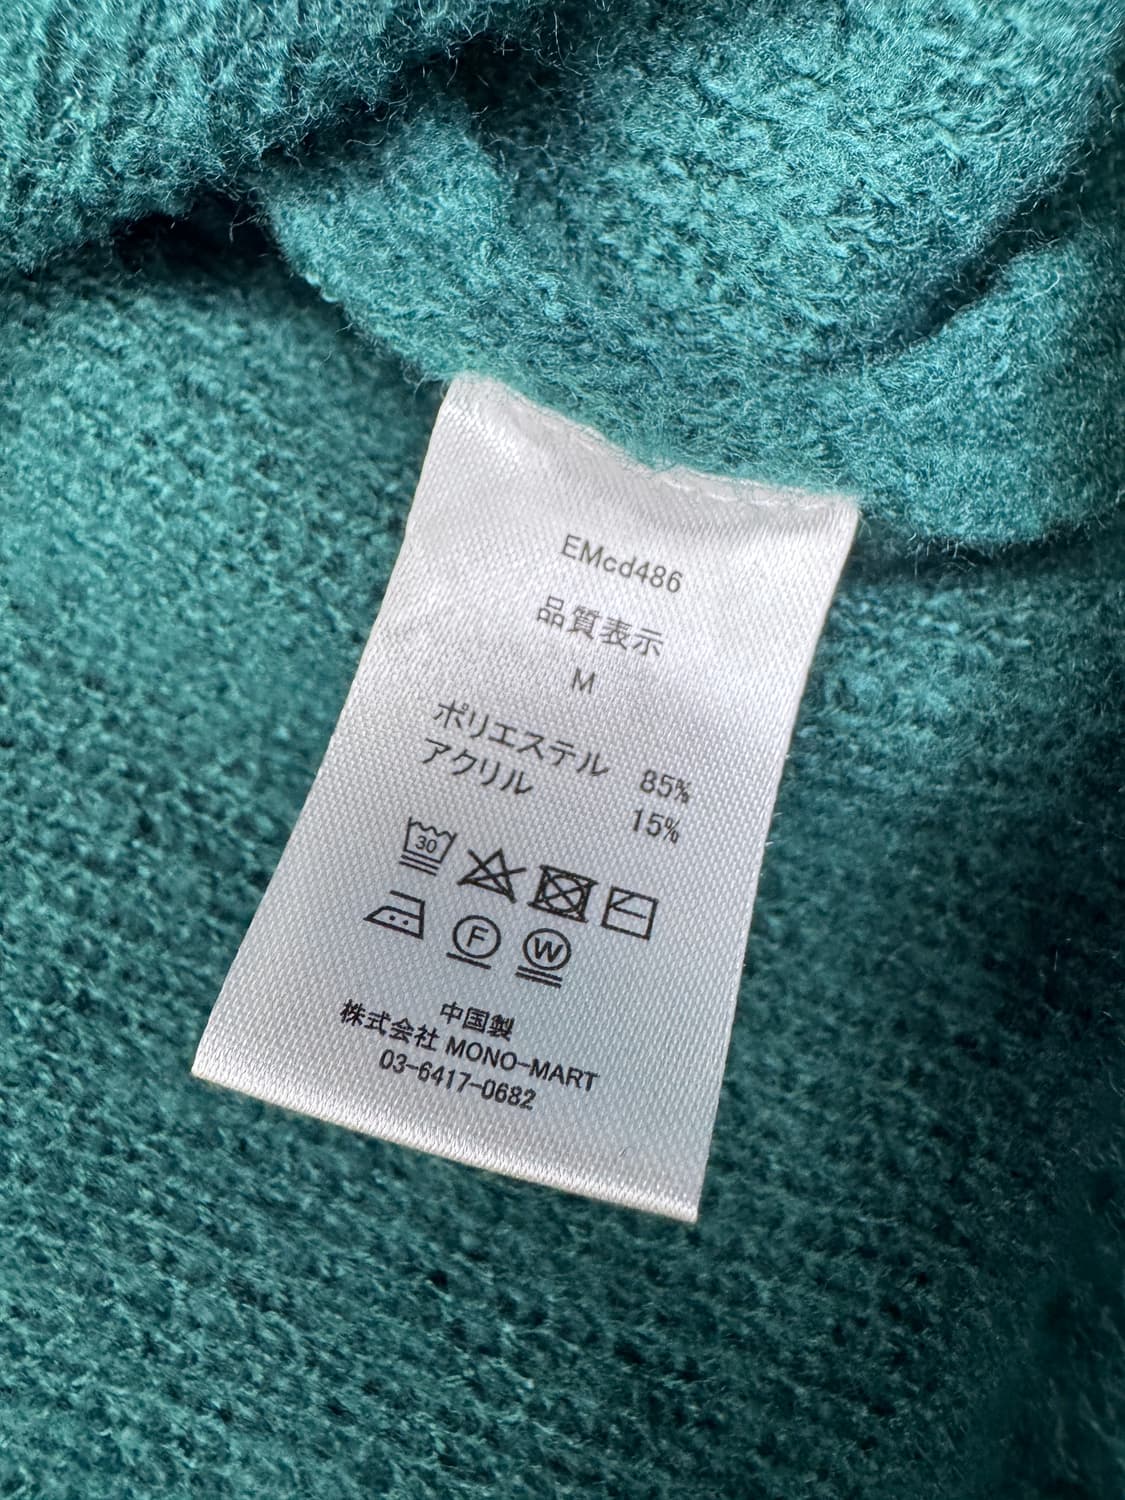 EMcd486
品質表示
M
ポリエステル 85%
アクリル 15%
30
F W
中国製
株式会社 MONO-MART
03-6417-0682